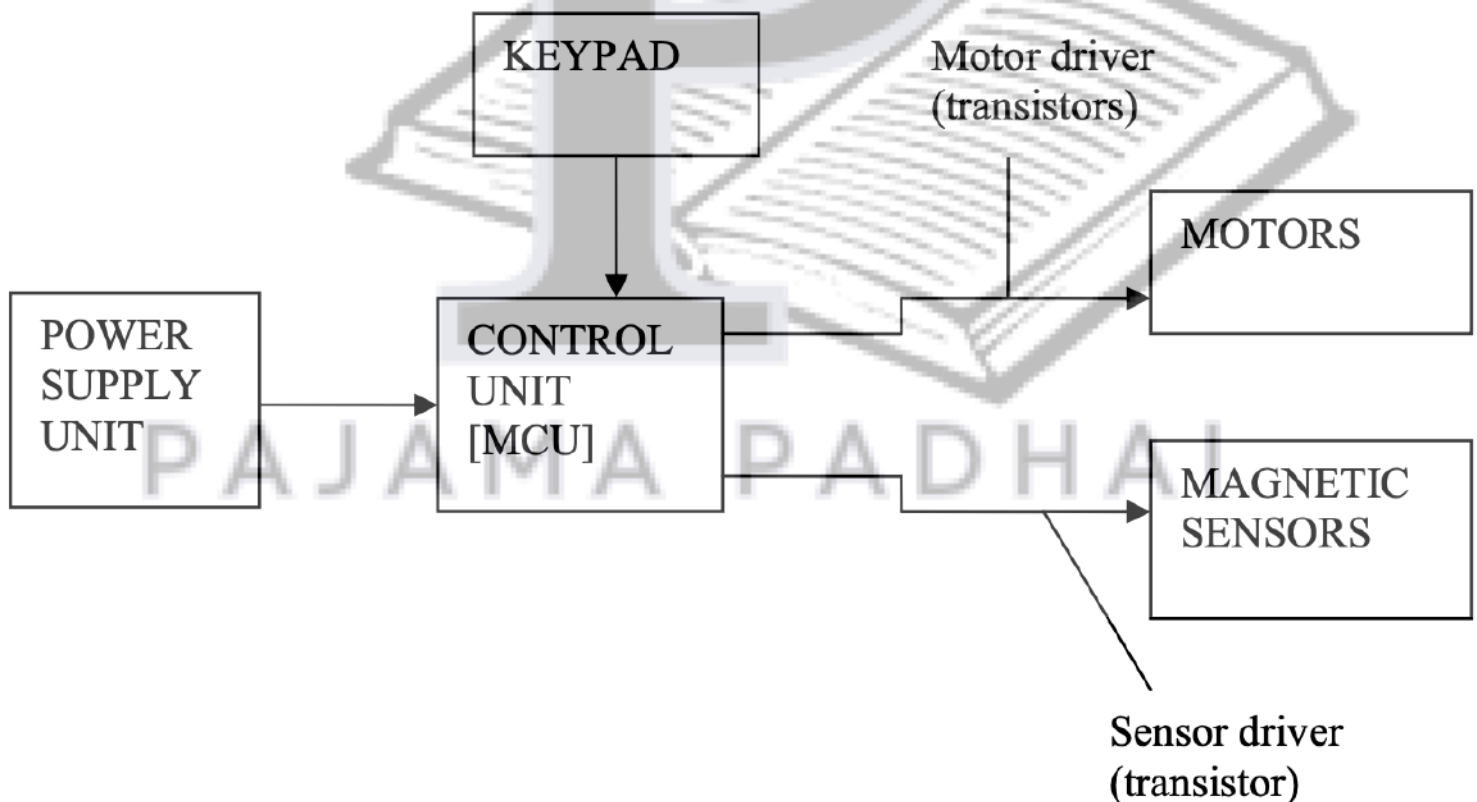 KEYPAD
Motor driver
(transistors)
MOTORS
POWER
SUPPLY
UNIT
CONTROL
UNIT
[MCU]
MAGNETIC
SENSORS
PAJAMA PADHAI
Sensor driver
(transistor)